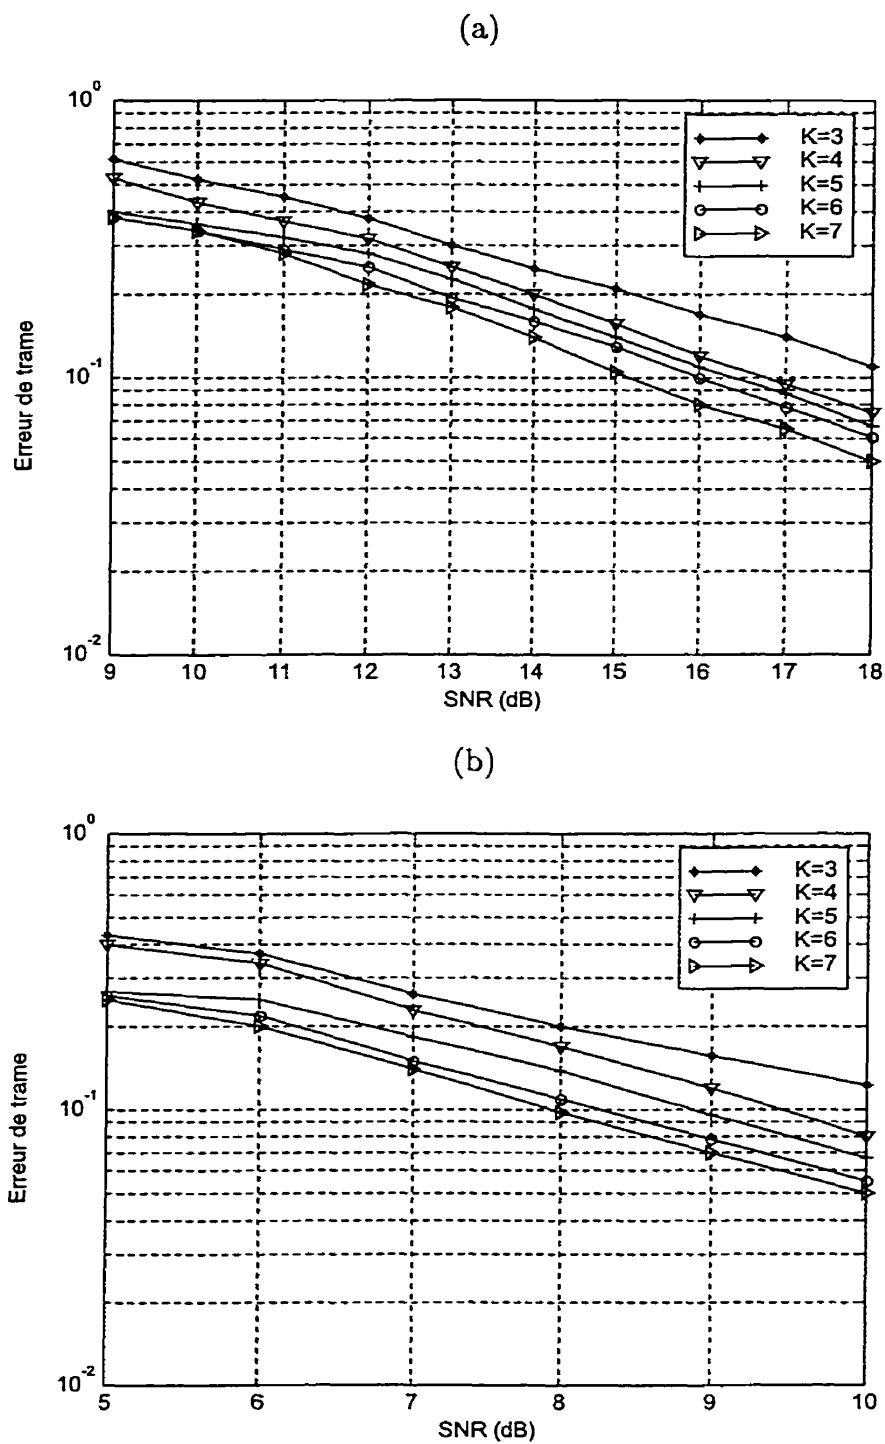 (a)
10⁰
K=3
K=4
K=5
K=6
K=7
Erreur de trame
10⁻¹
10⁻²
9 10 11 12 13 14 15 16 17 18
SNR (dB)
(b)
10⁰
K=3
K=4
K=5
K=6
K=7
Erreur de trame
10⁻¹
10⁻²
5 6 7 8 9 10
SNR (dB)